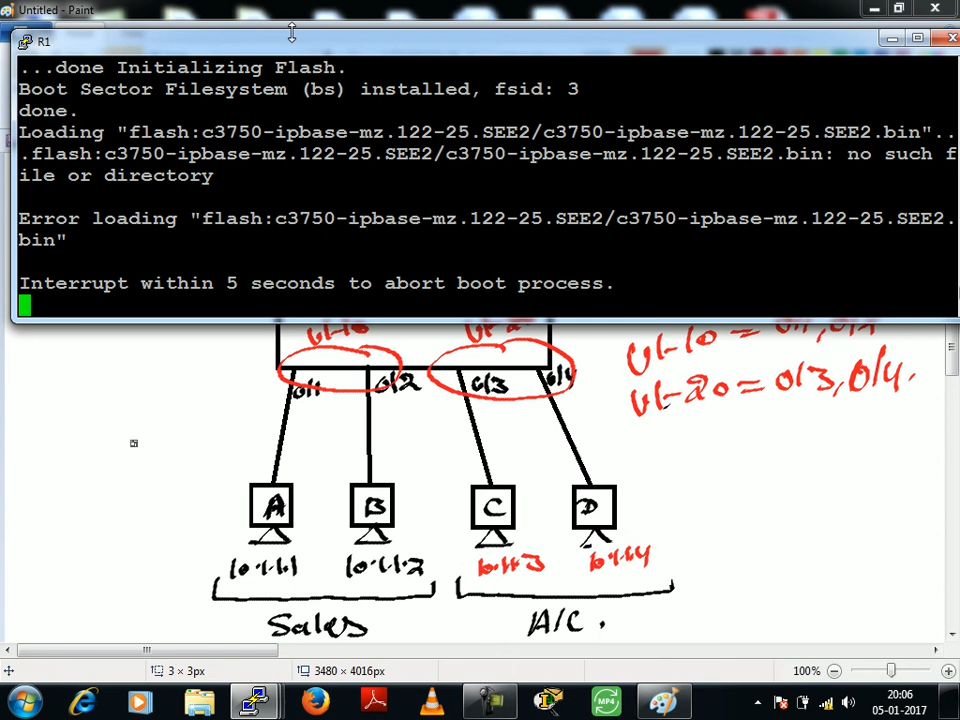 Untitled - Paint
R1
...done Initializing Flash.
Boot Sector Filesystem (bs) installed, fsid: 3
done.
Loading "flash:c3750-ipbase-mz.122-25.SEE2/c3750-ipbase-mz.122-25.SEE2.bin"..
.flash:c3750-ipbase-mz.122-25.SEE2/c3750-ipbase-mz.122-25.SEE2.bin: no such f
ile or directory
Error loading "flash:c3750-ipbase-mz.122-25.SEE2/c3750-ipbase-mz.122-25.SEE2.
bin"
Interrupt within 5 seconds to abort boot process.
Vl-20 = 0/3, 0/4.
0/1 0/2 0/3 0/4
A B C D
10.1.1.1 10.1.1.2
Sales A/C.
3 × 3px 3480 × 4016px 100%
MP4
20:06
05-01-2017